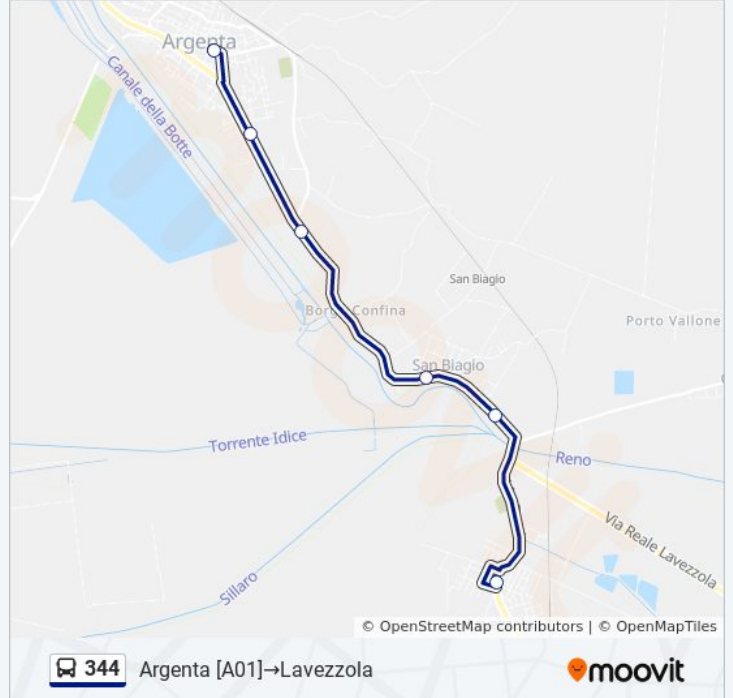 Argenta
Canale della Botte
San Biagio
Borgo Confina
Porto Vallone
San Biagio
Torrente Idice
Reno
Via Reale Lavezzola
Sillaro
© OpenStreetMap contributors | © OpenMapTiles
344 Argenta [A01]→Lavezzola
moovit